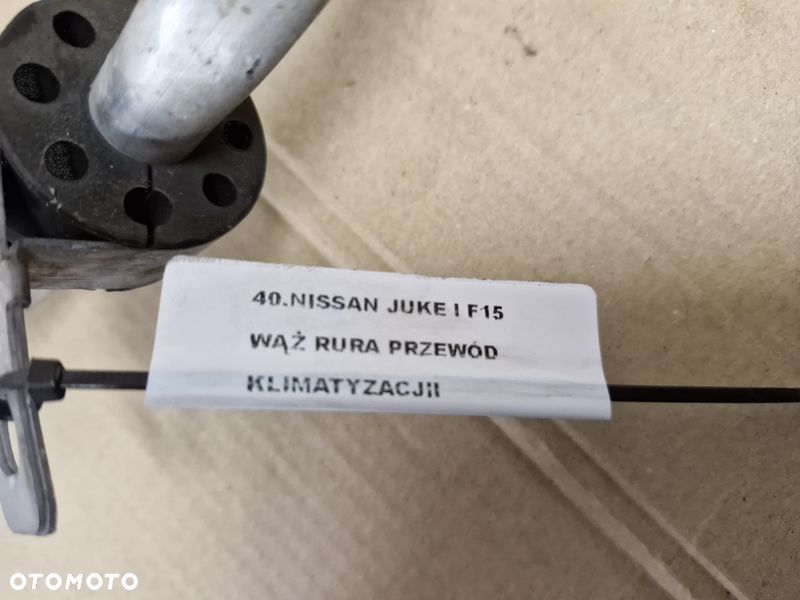 40.NISSAN JUKE I F15
WĄŻ RURA PRZEWÓD
KLIMATYZACJII
OTOMOTO